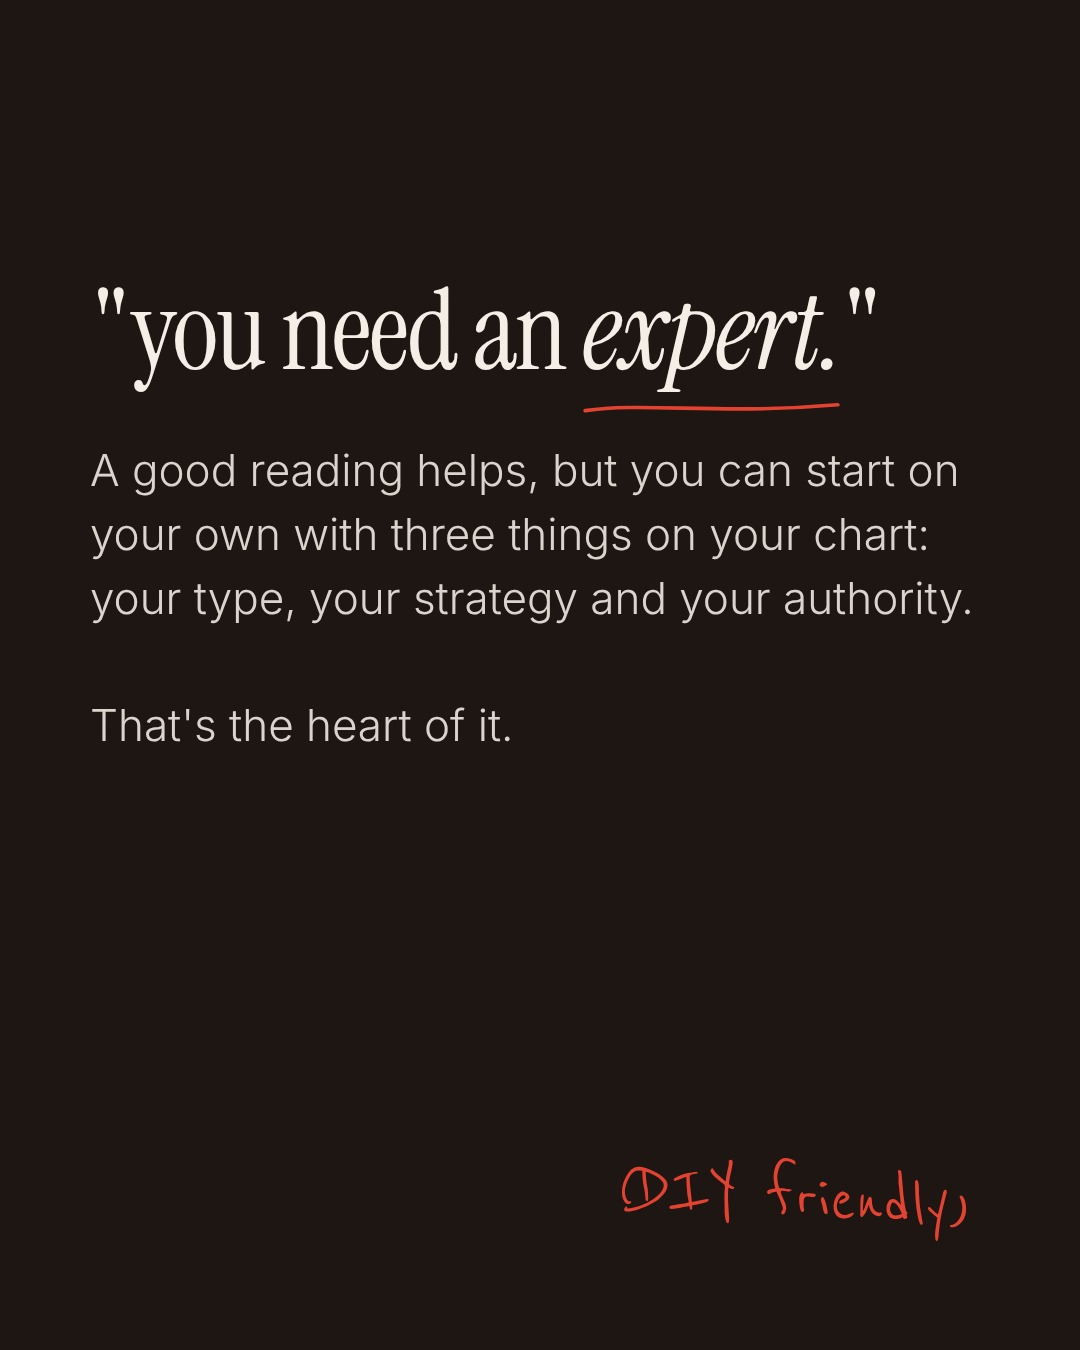 "you need an expert."
A good reading helps, but you can start on
your own with three things on your chart:
your type, your strategy and your authority.
That's the heart of it.
DIY friendly,